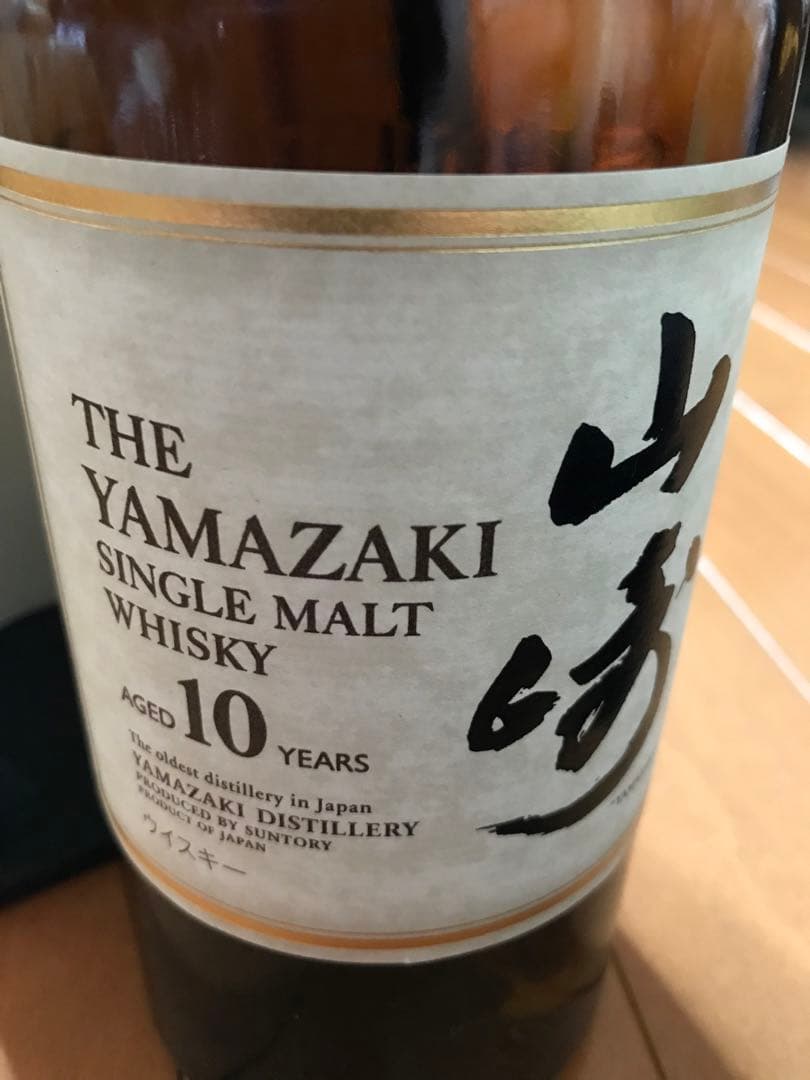 THE
YAMAZAKI
SINGLE MALT
WHISKY
AGED 10 YEARS
The oldest distillery in Japan
YAMAZAKI DISTILLERY
PRODUCED BY SUNTORY
PRODUCT OF JAPAN
ウイスキー
山崎